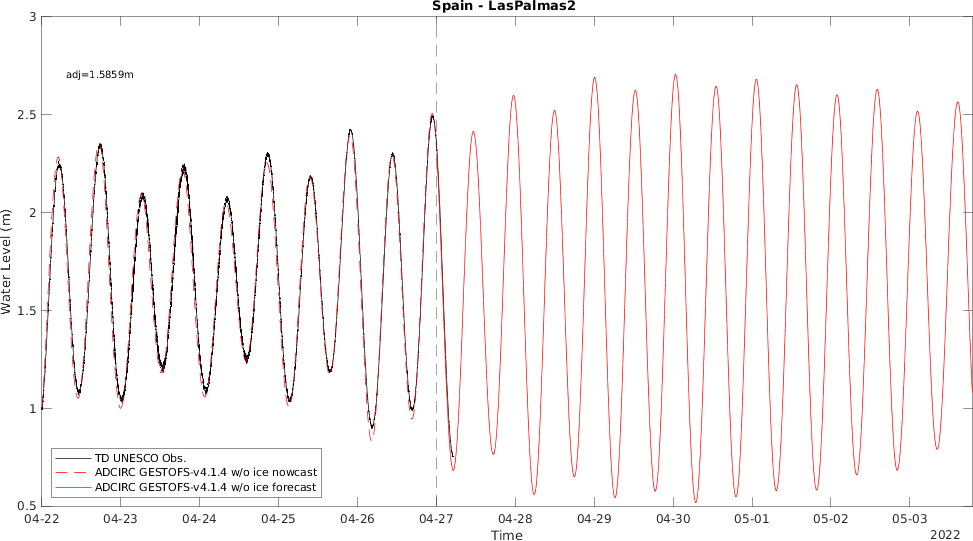 Spain - LasPalmas2
adj=1.5859m
Water Level (m)
3
2.5
2
1.5
1
0.5
TD UNESCO Obs.
ADCIRC GESTOFS-v4.1.4 w/o ice nowcast
ADCIRC GESTOFS-v4.1.4 w/o ice forecast
04-22 04-23 04-24 04-25 04-26 04-27 04-28 04-29 04-30 05-01 05-02 05-03
Time
2022